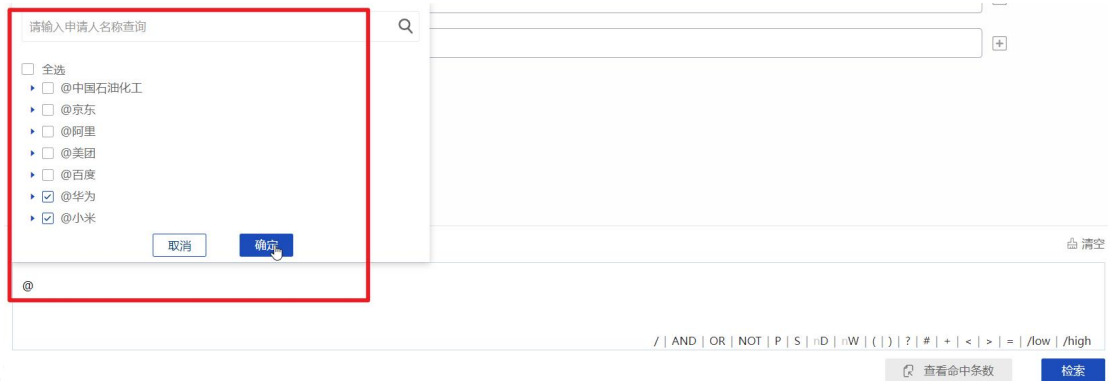 请输入申请人名称查询
全选
@中国石油化工
@京东
@阿里
@美团
@百度
@华为
@小米
取消 确定
清空
@
/ | AND | OR | NOT | P | S | nD | nW | ( | ) | ? | # | + | < | > | = | /low | /high
查看命中条数 检索